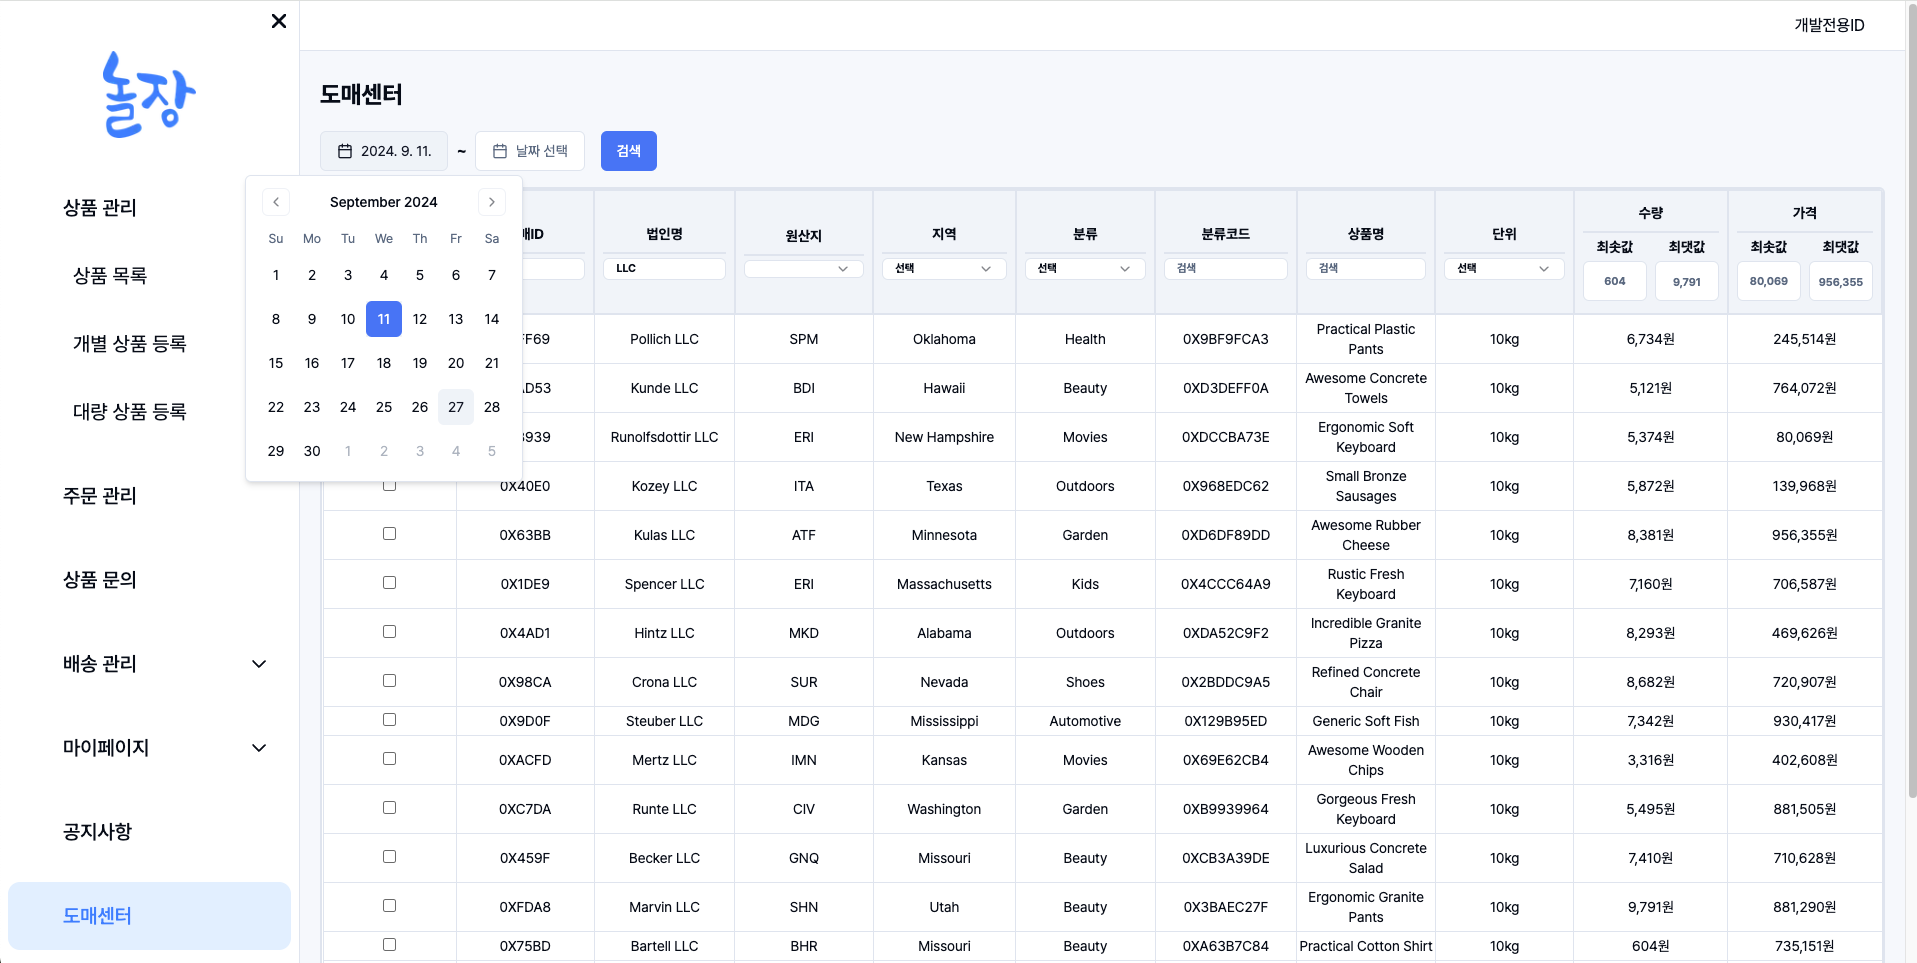 개발전용ID
놀장
상품 관리
상품 목록
개별 상품 등록
대량 상품 등록
주문 관리
상품 문의
배송 관리
마이페이지
공지사항
도매센터
도매센터
2024. 9. 11. ~ 날짜 선택 검색
September 2024
Su Mo Tu We Th Fr Sa
1 2 3 4 5 6 7
8 9 10 11 12 13 14
15 16 17 18 19 20 21
22 23 24 25 26 27 28
29 30 1 2 3 4 5
매ID 법인명 원산지 지역 분류 분류코드 상품명 단위 수량 가격
최솟값 최댓값 최솟값 최댓값
LLC 선택 선택 검색 검색 선택 604 9,791 80,069 956,355
FF69 Pollich LLC SPM Oklahoma Health 0X9BF9FCA3 Practical Plastic Pants 10kg 6,734원 245,514원
AD53 Kunde LLC BDI Hawaii Beauty 0XD3DEFF0A Awesome Concrete Towels 10kg 5,121원 764,072원
3939 Runolfsdottir LLC ERI New Hampshire Movies 0XDCCBA73E Ergonomic Soft Keyboard 10kg 5,374원 80,069원
0X40E0 Kozey LLC ITA Texas Outdoors 0X968EDC62 Small Bronze Sausages 10kg 5,872원 139,968원
0X63BB Kulas LLC ATF Minnesota Garden 0XD6DF89DD Awesome Rubber Cheese 10kg 8,381원 956,355원
0X1DE9 Spencer LLC ERI Massachusetts Kids 0X4CCC64A9 Rustic Fresh Keyboard 10kg 7,160원 706,587원
0X4AD1 Hintz LLC MKD Alabama Outdoors 0XDA52C9F2 Incredible Granite Pizza 10kg 8,293원 469,626원
0X98CA Crona LLC SUR Nevada Shoes 0X2BDDC9A5 Refined Concrete Chair 10kg 8,682원 720,907원
0X9D0F Steuber LLC MDG Mississippi Automotive 0X129B95ED Generic Soft Fish 10kg 7,342원 930,417원
0XACFD Mertz LLC IMN Kansas Movies 0X69E62CB4 Awesome Wooden Chips 10kg 3,316원 402,608원
0XC7DA Runte LLC CIV Washington Garden 0XB9939964 Gorgeous Fresh Keyboard 10kg 5,495원 881,505원
0X459F Becker LLC GNQ Missouri Beauty 0XCB3A39DE Luxurious Concrete Salad 10kg 7,410원 710,628원
0XFDA8 Marvin LLC SHN Utah Beauty 0X3BAEC27F Ergonomic Granite Pants 10kg 9,791원 881,290원
0X75BD Bartell LLC BHR Missouri Beauty 0XA63B7C84 Practical Cotton Shirt 10kg 604원 735,151원